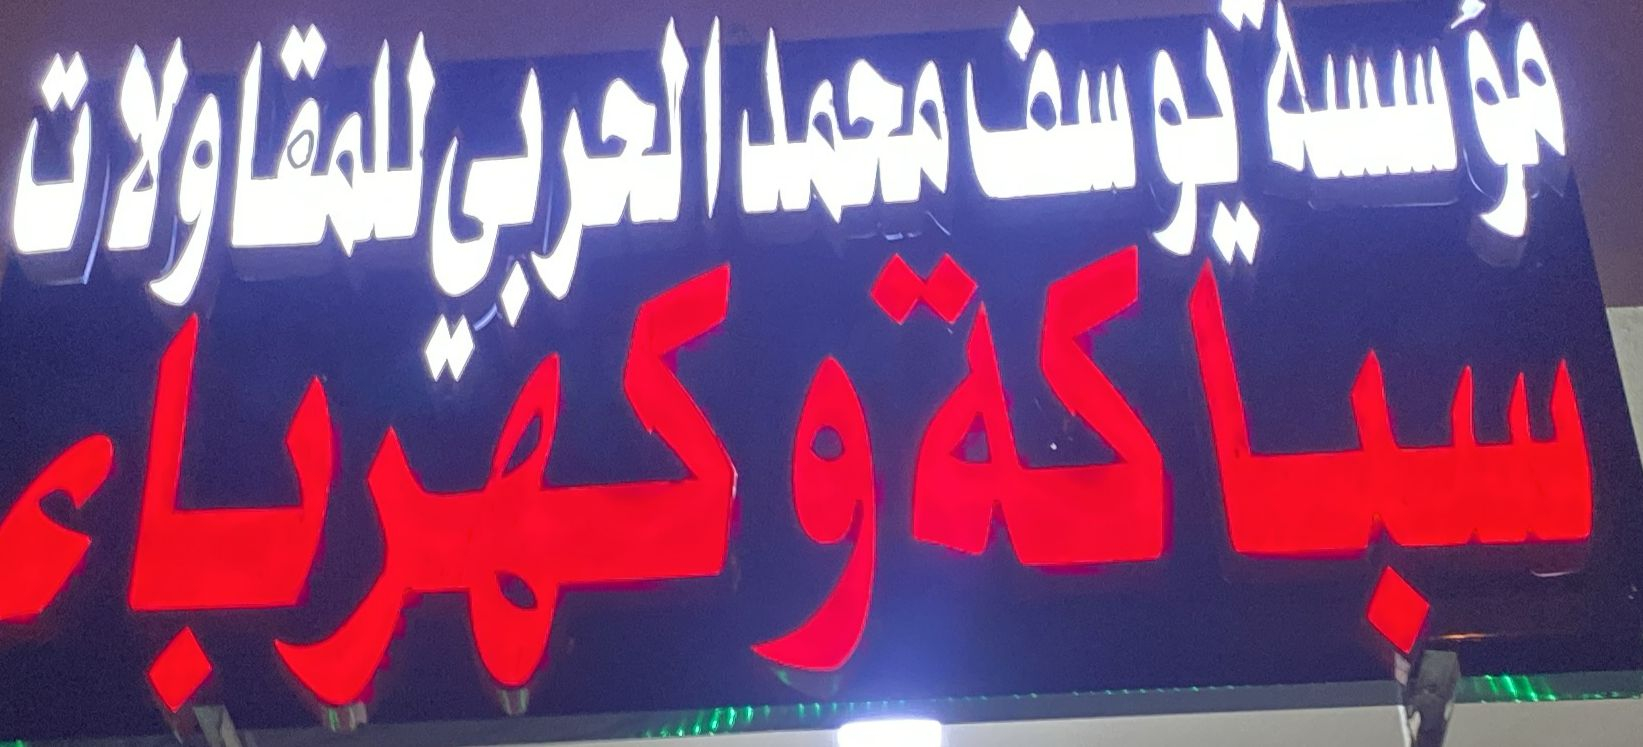 مؤسسة يوسف محمد الحربي للمقاولات
سباكة وكهرباء